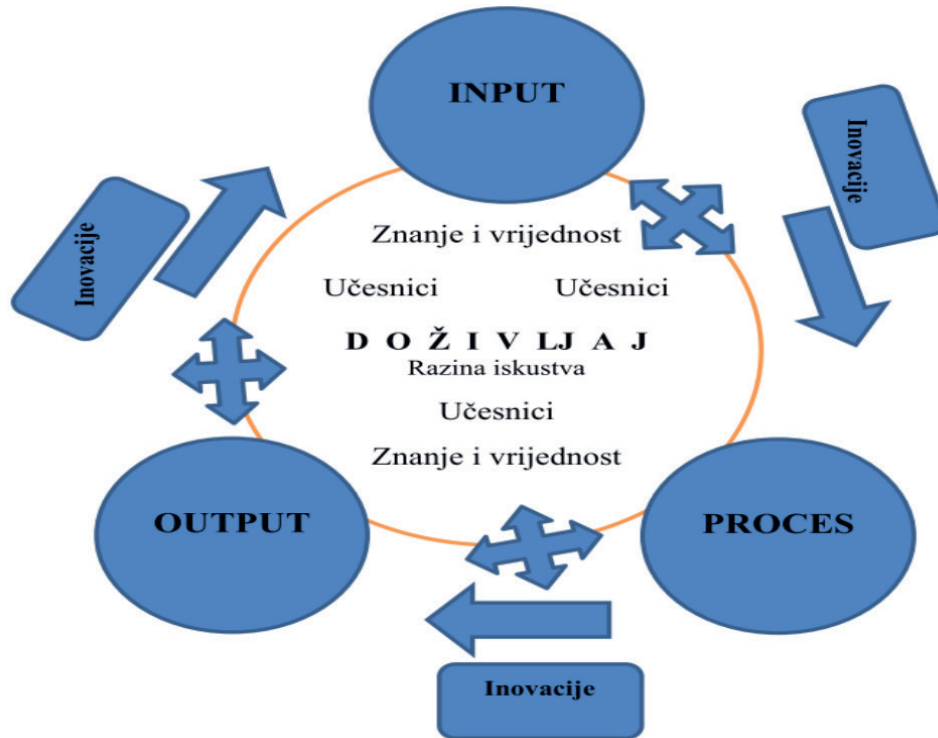 INPUT
Inovacije
Inovacije
Znanje i vrijednost
Učesnici Učesnici
D O Ž I V LJ A J
Razina iskustva
Učesnici
Znanje i vrijednost
OUTPUT
PROCES
Inovacije